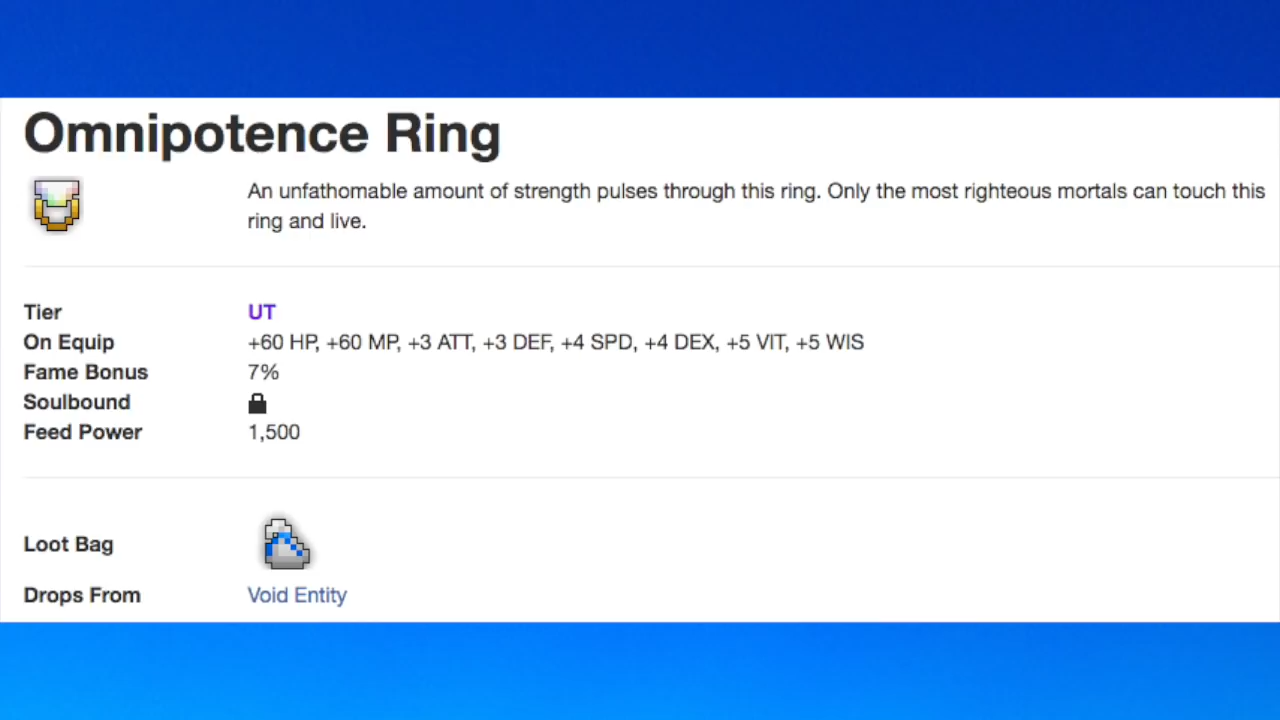 Omnipotence Ring
An unfathomable amount of strength pulses through this ring. Only the most righteous mortals can touch this
ring and live.
Tier UT
On Equip +60 HP, +60 MP, +3 ATT, +3 DEF, +4 SPD, +4 DEX, +5 VIT, +5 WIS
Fame Bonus 7%
Soulbound
Feed Power 1,500
Loot Bag
Drops From Void Entity